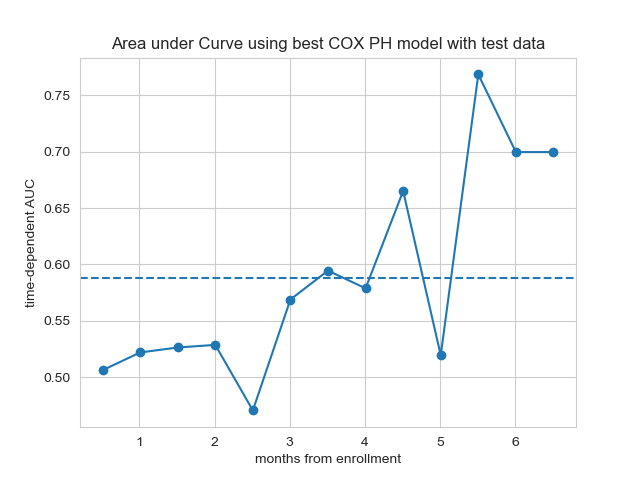 Area under Curve using best COX PH model with test data
time-dependent AUC
0.75
0.70
0.65
0.60
0.55
0.50
1 2 3 4 5 6
months from enrollment